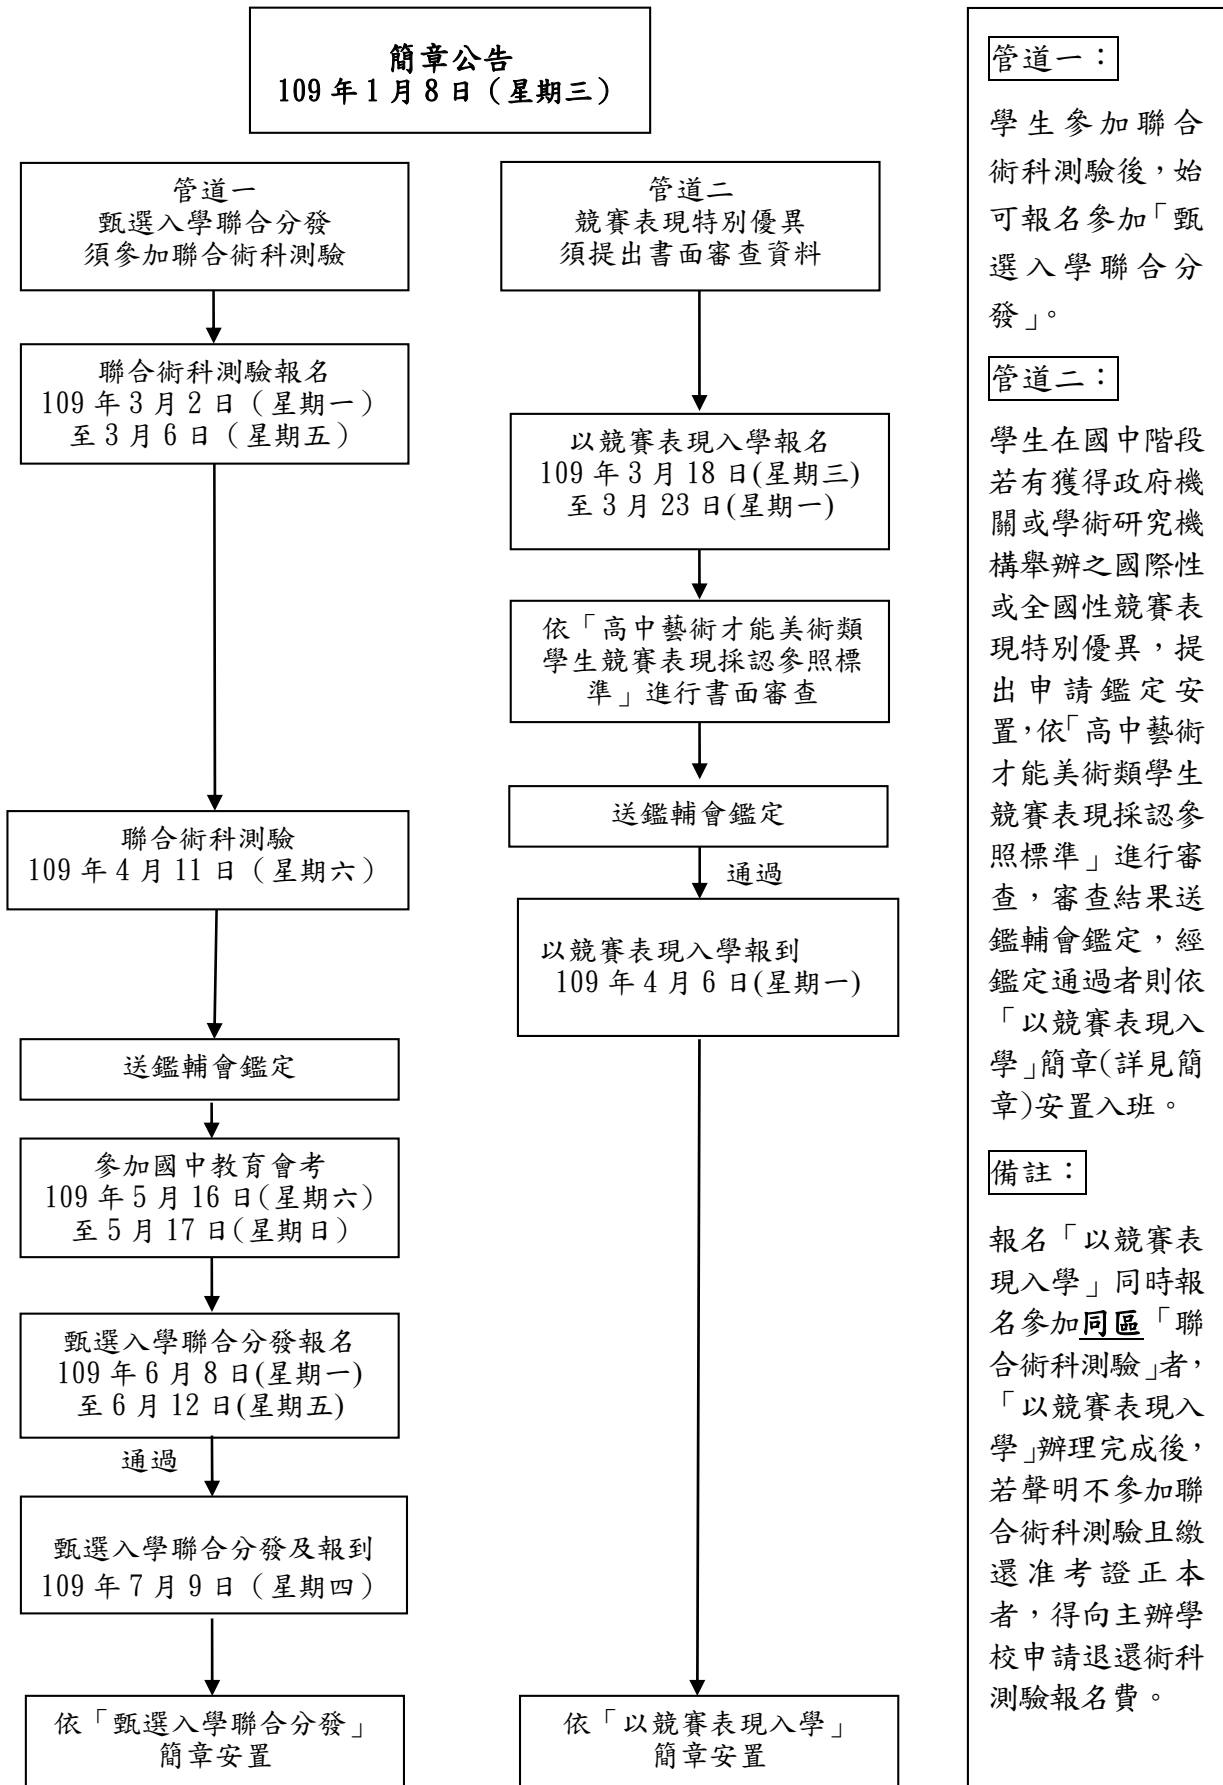 簡章公告
109 年 1 月 8 日（星期三）
管道一
甄選入學聯合分發
須參加聯合術科測驗
聯合術科測驗報名
109 年 3 月 2 日（星期一）
至 3 月 6 日（星期五）
聯合術科測驗
109 年 4 月 11 日（星期六）
送鑑輔會鑑定
參加國中教育會考
109 年 5 月 16 日(星期六)
至 5 月 17 日(星期日)
甄選入學聯合分發報名
109 年 6 月 8 日(星期一)
至 6 月 12 日(星期五)
通過
甄選入學聯合分發及報到
109 年 7 月 9 日（星期四）
依「甄選入學聯合分發」
簡章安置
管道二
競賽表現特別優異
須提出書面審查資料
以競賽表現入學報名
109 年 3 月 18 日(星期三)
至 3 月 23 日(星期一)
依「高中藝術才能美術類
學生競賽表現採認參照標
準」進行書面審查
送鑑輔會鑑定
通過
以競賽表現入學報到
109 年 4 月 6 日(星期一)
依「以競賽表現入學」
簡章安置
管道一：
學生參加聯合
術科測驗後，始
可報名參加「甄
選入學聯合分
發」。
管道二：
學生在國中階段
若有獲得政府機
關或學術研究機
構舉辦之國際性
或全國性競賽表
現特別優異，提
出申請鑑定安
置，依「高中藝術
才能美術類學生
競賽表現採認參
照標準」進行審
查，審查結果送
鑑輔會鑑定，經
鑑定通過者則依
「以競賽表現入
學」簡章(詳見簡
章)安置入班。
備註：
報名「以競賽表
現入學」同時報
名參加同區「聯
合術科測驗」者，
「以競賽表現入
學」辦理完成後，
若聲明不參加聯
合術科測驗且繳
還准考證正本
者，得向主辦學
校申請退還術科
測驗報名費。